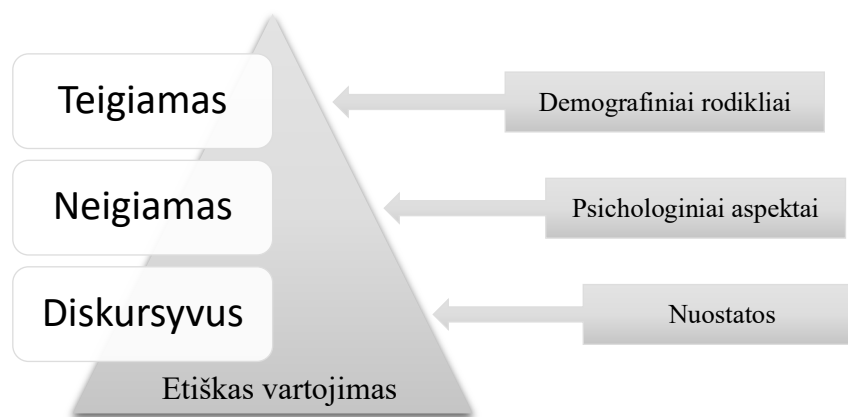 Teigiamas
Demografiniai rodikliai
Neigiamas
Psichologiniai aspektai
Diskursyvus
Nuostatos
Etiškas vartojimas